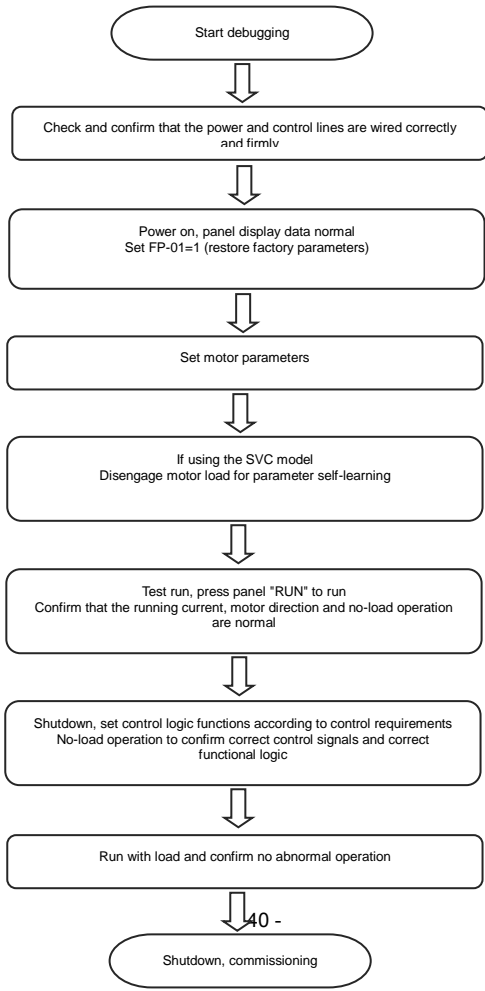 Start debugging
Check and confirm that the power and control lines are wired correctly
and firmly
Power on, panel display data normal
Set FP-01=1 (restore factory parameters)
Set motor parameters
If using the SVC model
Disengage motor load for parameter self-learning
Test run, press panel "RUN" to run
Confirm that the running current, motor direction and no-load operation
are normal
Shutdown, set control logic functions according to control requirements
No-load operation to confirm correct control signals and correct
functional logic
Run with load and confirm no abnormal operation
40 -
Shutdown, commissioning